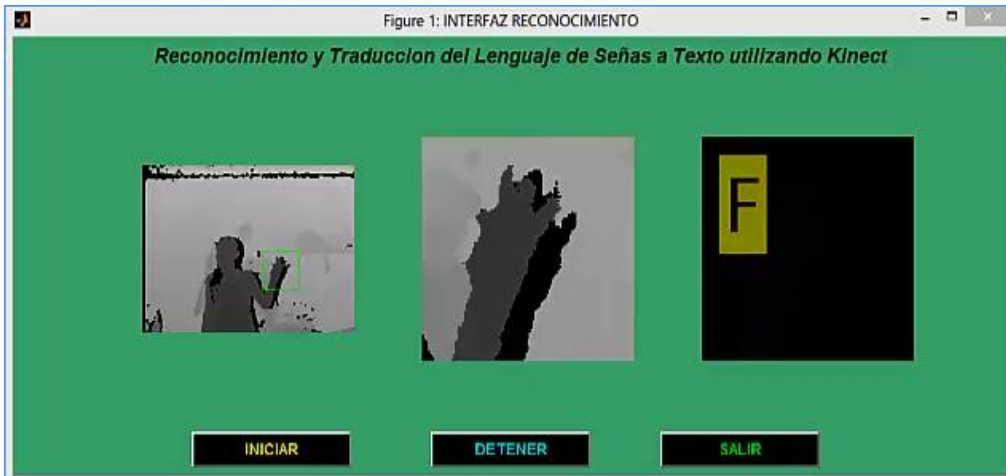 Figure 1: INTERFAZ RECONOCIMIENTO
Reconocimiento y Traduccion del Lenguaje de Señas a Texto utilizando Kinect
F
INICIAR DETENER SALIR